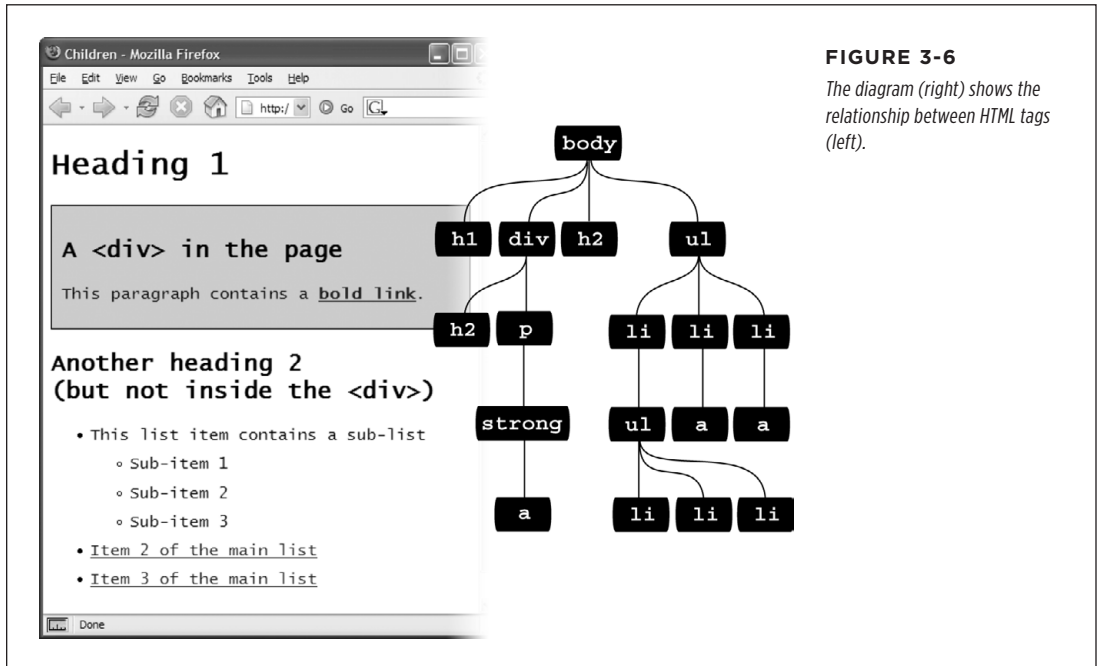 Children - Mozilla Firefox
File Edit View Go Bookmarks Tools Help
http:/ Go G
Heading 1
A <div> in the page
This paragraph contains a bold link.
Another heading 2
(but not inside the <div>)
• This list item contains a sub-list
◦ Sub-item 1
◦ Sub-item 2
◦ Sub-item 3
• Item 2 of the main list
• Item 3 of the main list
Done
body
h1 div h2 ul
h2 p li li li
strong ul a a
a li li li
FIGURE 3-6
The diagram (right) shows the
relationship between HTML tags
(left).